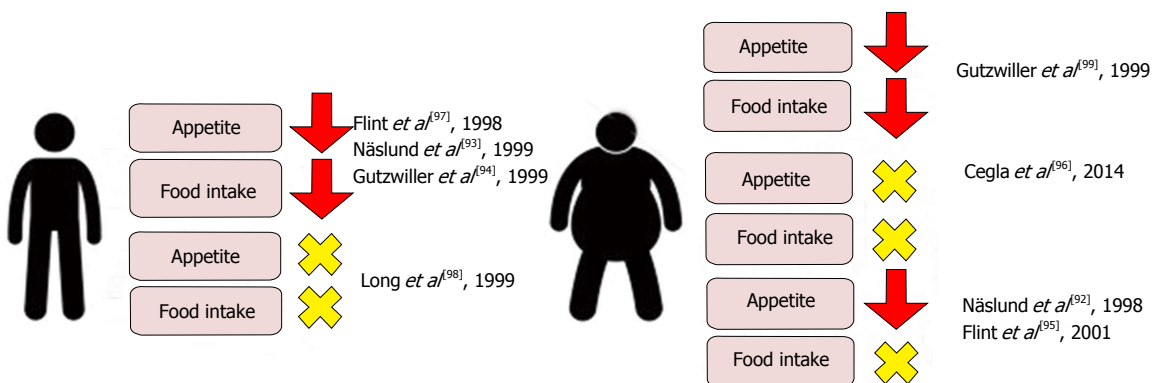 Appetite
Food intake
Flint et al[97], 1998
Näslund et al[93], 1999
Gutzwiller et al[94], 1999
Appetite
Food intake
Long et al[98], 1999
Appetite
Food intake
Gutzwiller et al[99], 1999
Appetite
Food intake
Cegla et al[96], 2014
Appetite
Food intake
Näslund et al[92], 1998
Flint et al[95], 2001